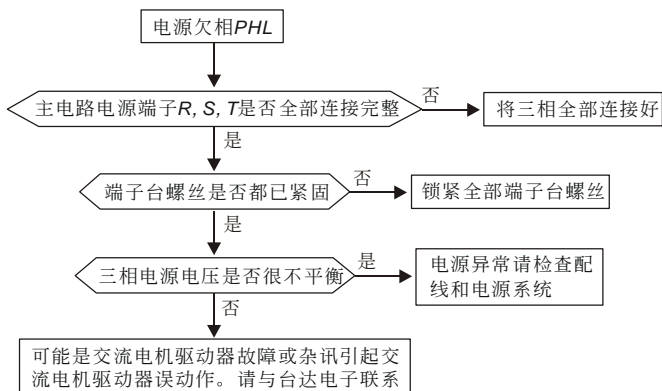 电源欠相PHL
主电路电源端子R, S, T是否全部连接完整
否
将三相全部连接好
是
端子台螺丝是否都已紧固
否
锁紧全部端子台螺丝
是
三相电源电压是否很不平衡
是
电源异常请检查配
线和电源系统
否
可能是交流电机驱动器故障或杂讯引起交
流电机驱动器误动作。请与台达电子联系